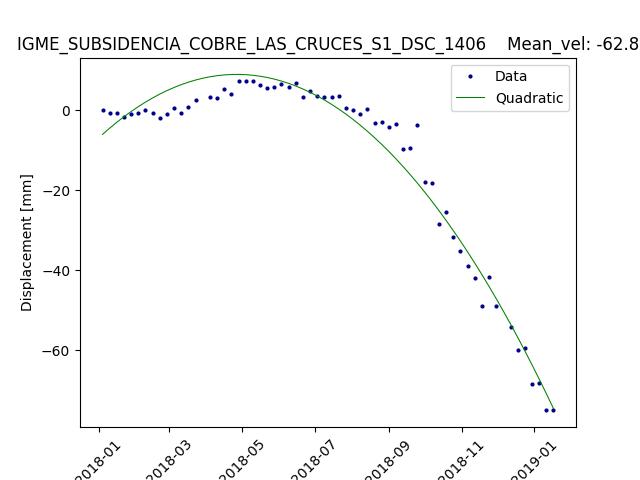 IGME_SUBSIDENCIA_COBRE_LAS_CRUCES_S1_DSC_1406 Mean_vel: -62.8
Data
Quadratic
Displacement [mm]
0
−20
−40
−60
2018-01
2018-03
2018-05
2018-07
2018-09
2018-11
2019-01